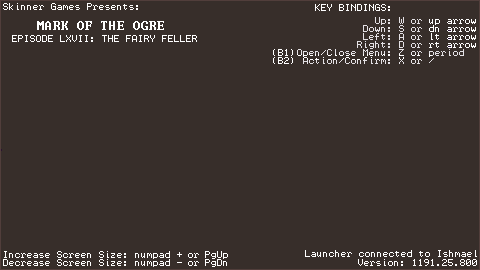 Skinner Games Presents:
MARK OF THE OGRE
EPISODE LXVII: THE FAIRY FELLER
KEY BINDINGS:
Up: W or up arrow
Down: S or dn arrow
Left: A or lt arrow
Right: D or rt arrow
(B1)Open/Close Menu: Z or period
(B2) Action/Confirm: X or /
Increase Screen Size: numpad + or PgUp
Decrease Screen Size: numpad - or PgDn
Launcher connected to Ishmael
Version: 1191.25.800